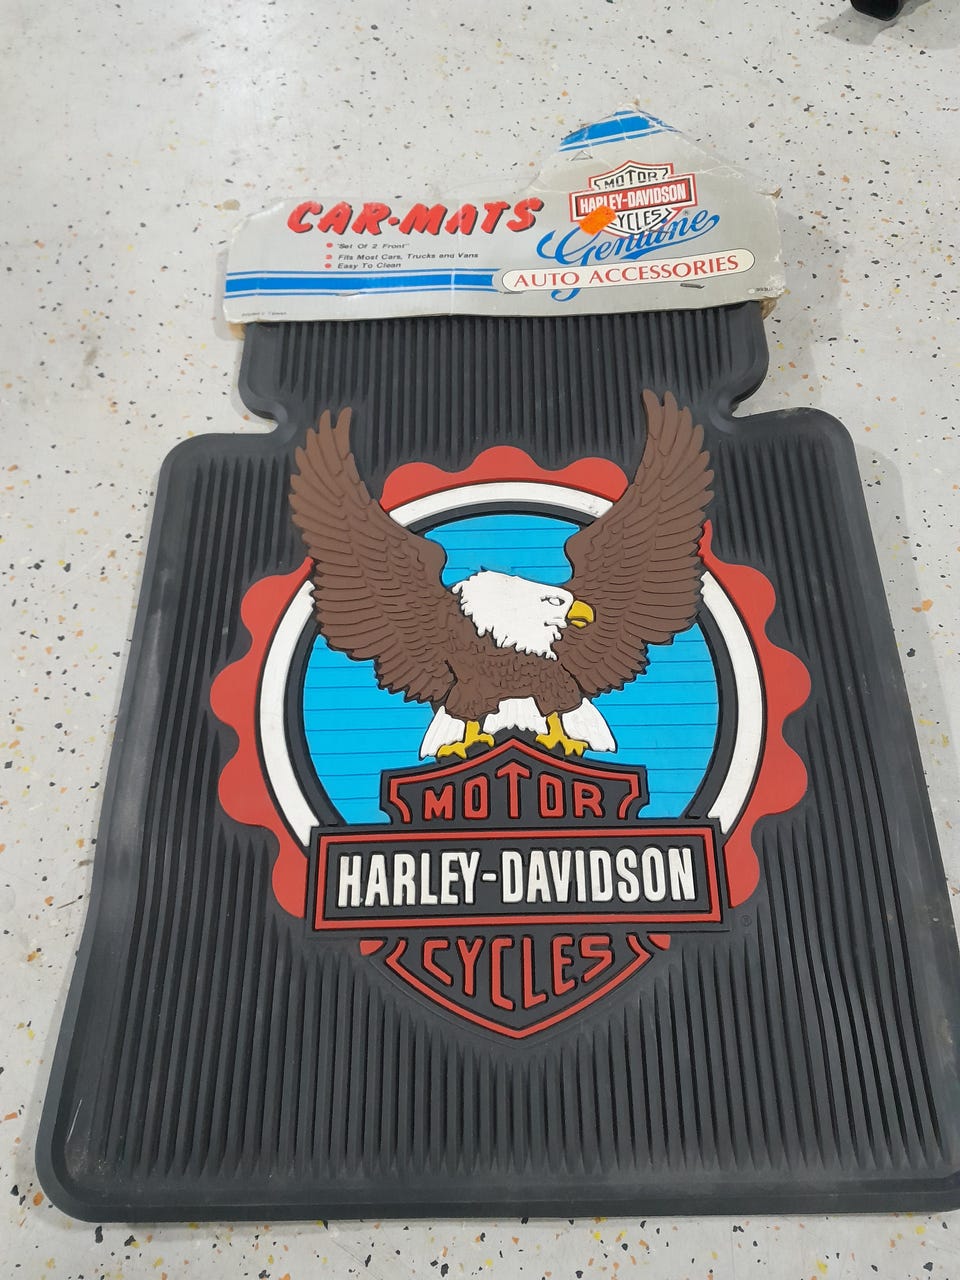 CAR-MATS
"Set Of 2 Front"
Fits Most Cars, Trucks and Vans
Easy To Clean
MOTOR
HARLEY-DAVIDSON
CYCLES
Genuine
AUTO ACCESSORIES
MOTOR
HARLEY-DAVIDSON
®
CYCLES